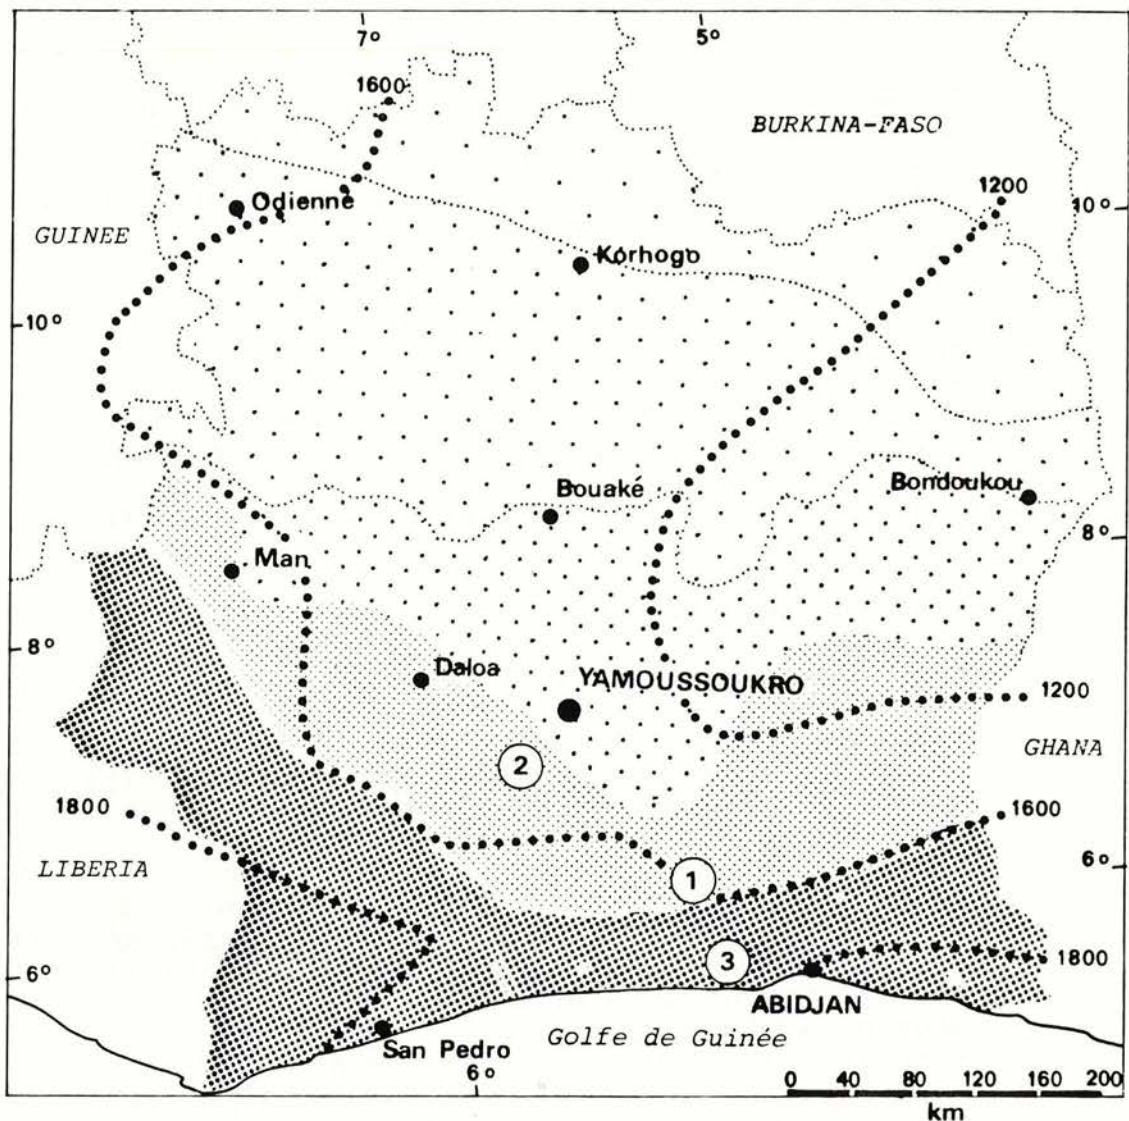 7° 5°
1600
BURKINA-FASO
1200
10°
Odienne
GUINEE
Korhogo
10°
Bondoukou
Bouaké
8°
Man
8°
Daloa
YAMOUSSOUKRO
1200
GHANA
2
1800
1600
LIBERIA
6°
1
3
1800
6°
ABIDJAN
Golfe de Guinée
San Pedro
6°
0 40 80 120 160 200
km